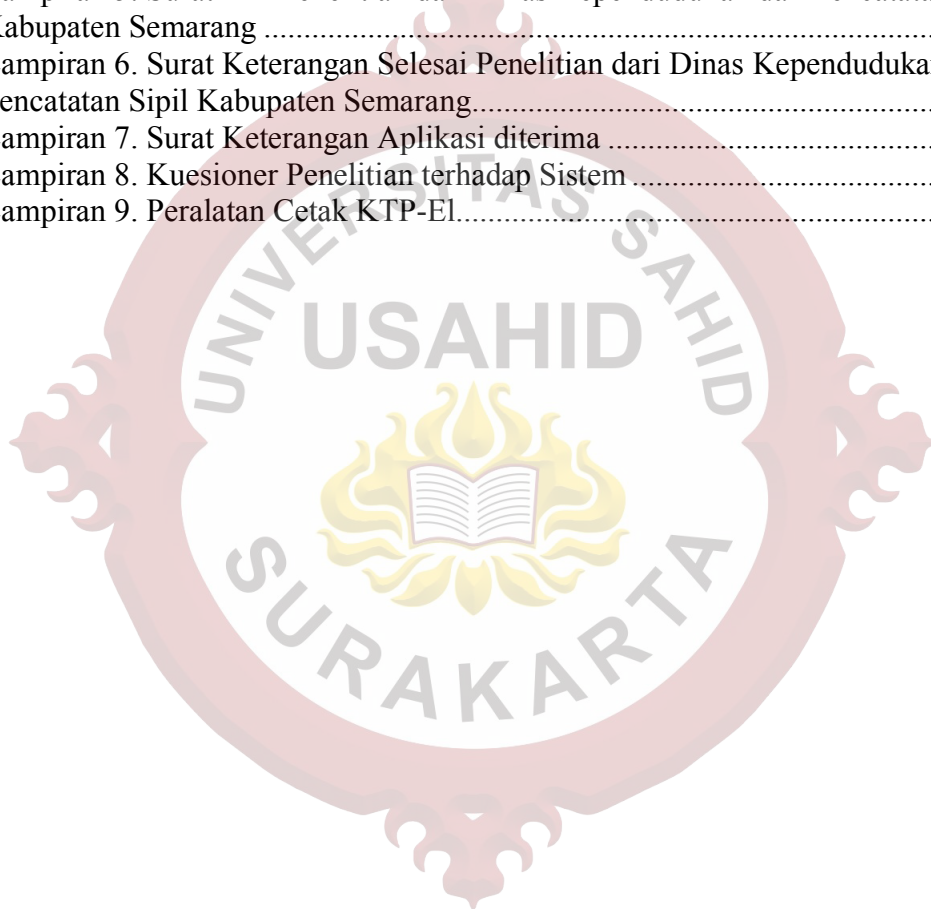 Kabupaten Semarang
ampiran 6. Surat Keterangan Selesai Penelitian dari Dinas Kependudukan
encatatan Sipil Kabupaten Semarang
ampiran 7. Surat Keterangan Aplikasi diterima
ampiran 8. Kuesioner Penelitian terhadap Sistem
ampiran 9. Peralatan Cetak KTP-El
UNIVERSITAS SAHID
USAHID
SURAKARTA